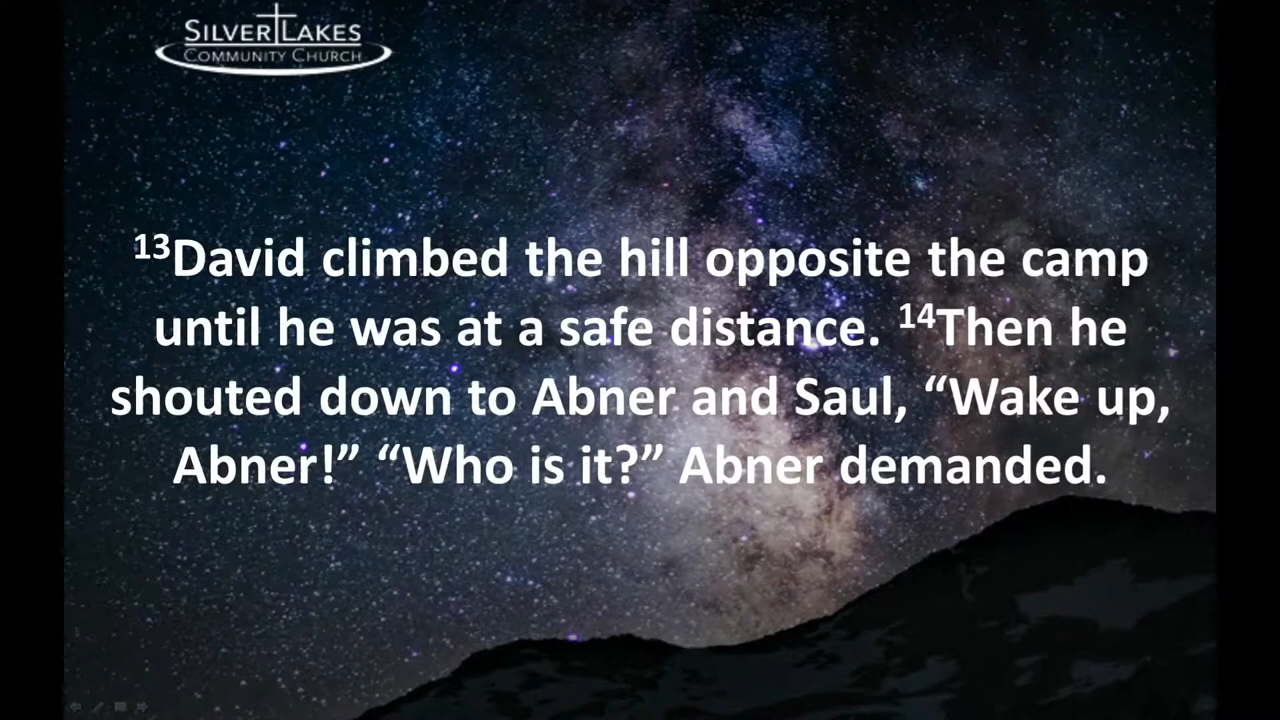 SILVER LAKES
COMMUNITY CHURCH
¹³David climbed the hill opposite the camp
until he was at a safe distance. ¹⁴Then he
shouted down to Abner and Saul, “Wake up,
Abner!” “Who is it?” Abner demanded.